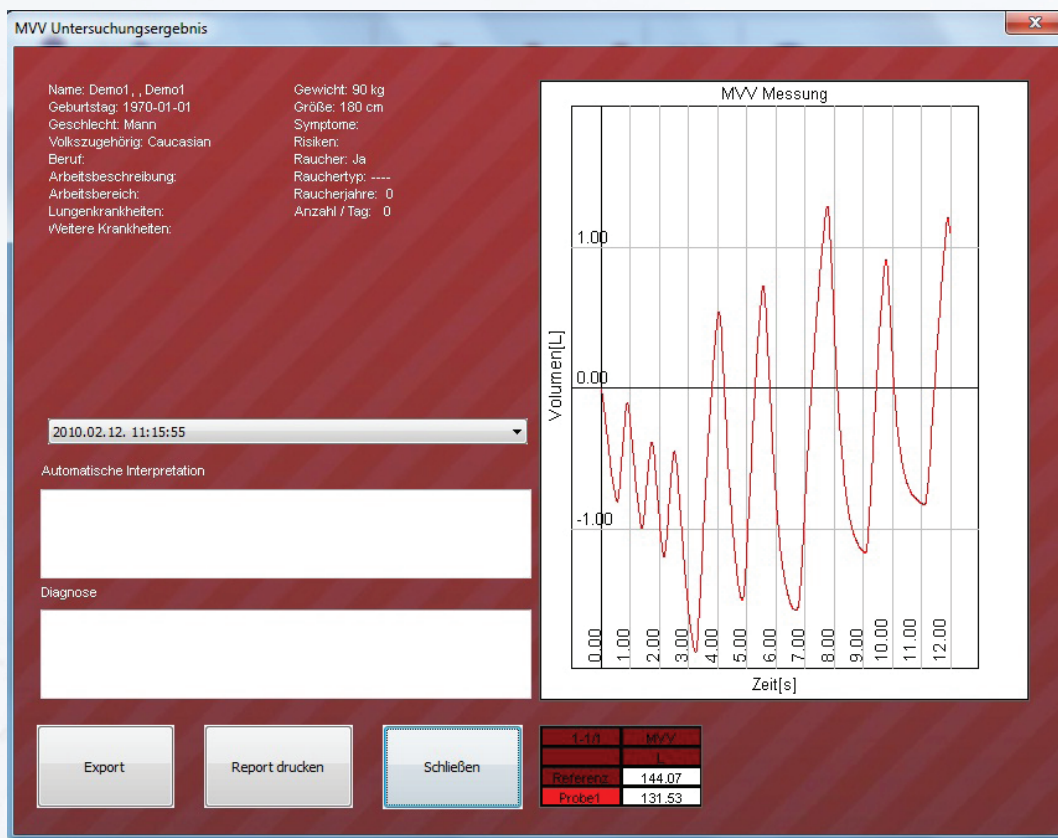 MVV Untersuchungsergebnis
Name: Demo1, , Demo1
Geburtstag: 1970-01-01
Geschlecht: Mann
Volkszugehörig: Caucasian
Beruf:
Arbeitsbeschreibung:
Arbeitsbereich:
Lungenkrankheiten:
Weitere Krankheiten:
Gewicht: 90 kg
Größe: 180 cm
Symptome:
Risiken:
Raucher: Ja
Rauchertyp: ----
Raucherjahre: 0
Anzahl / Tag: 0
2010.02.12. 11:15:55
Automatische Interpretation
Diagnose
Export
Report drucken
Schließen
MVV Messung
Volumen[L]
1.00
0.00
-1.00
0.00 1.00 2.00 3.00 4.00 5.00 6.00 7.00 8.00 9.00 10.00 11.00 12.00
Zeit[s]
1-1/1 MVV
L
Referenz 144.07
Probe1 131.53